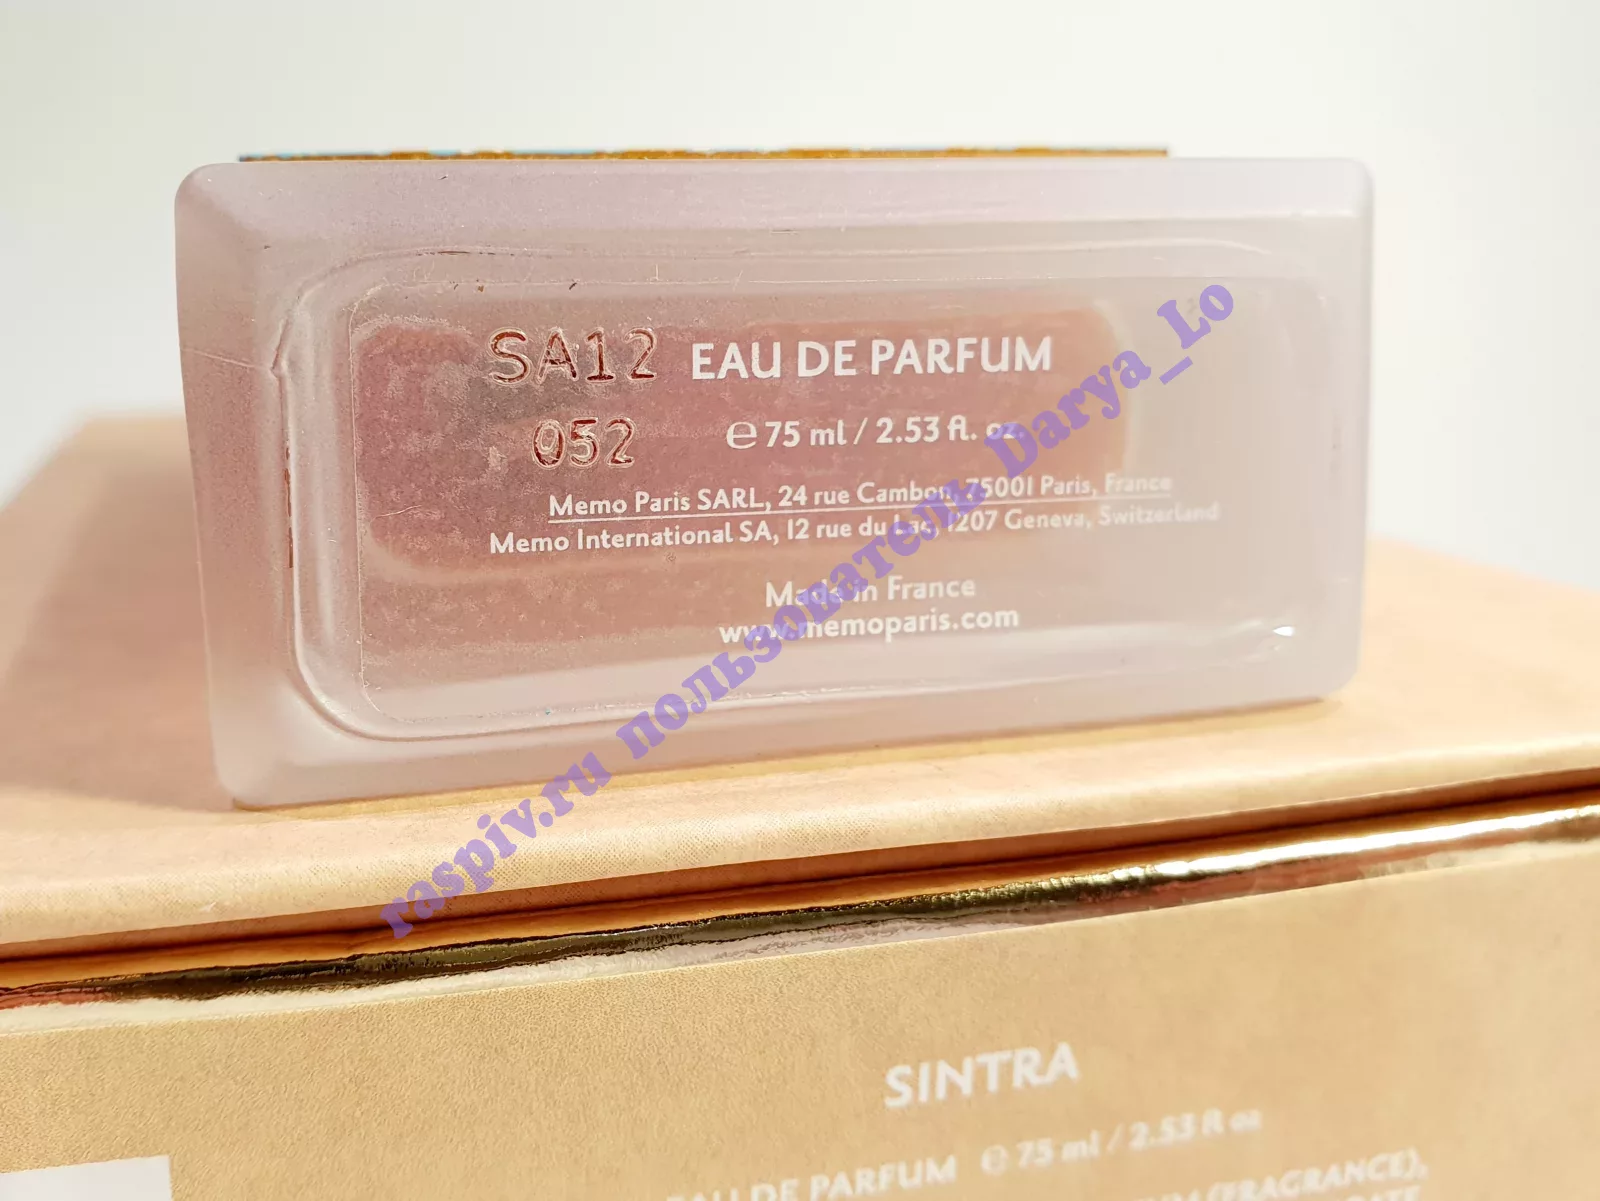 SA12
052
EAU DE PARFUM
e 75 ml / 2.53 fl. oz.
Memo Paris SARL, 24 rue Cambon, 75001 Paris, France
Memo International SA, 12 rue du Lac, 1207 Geneva, Switzerland
Made in France
www.memoparis.com
raspiv.ru пользователь Darya_Lo
SINTRA
EAU DE PARFUM e 75 ml / 2.53 fl oz
(FRAGRANCE),